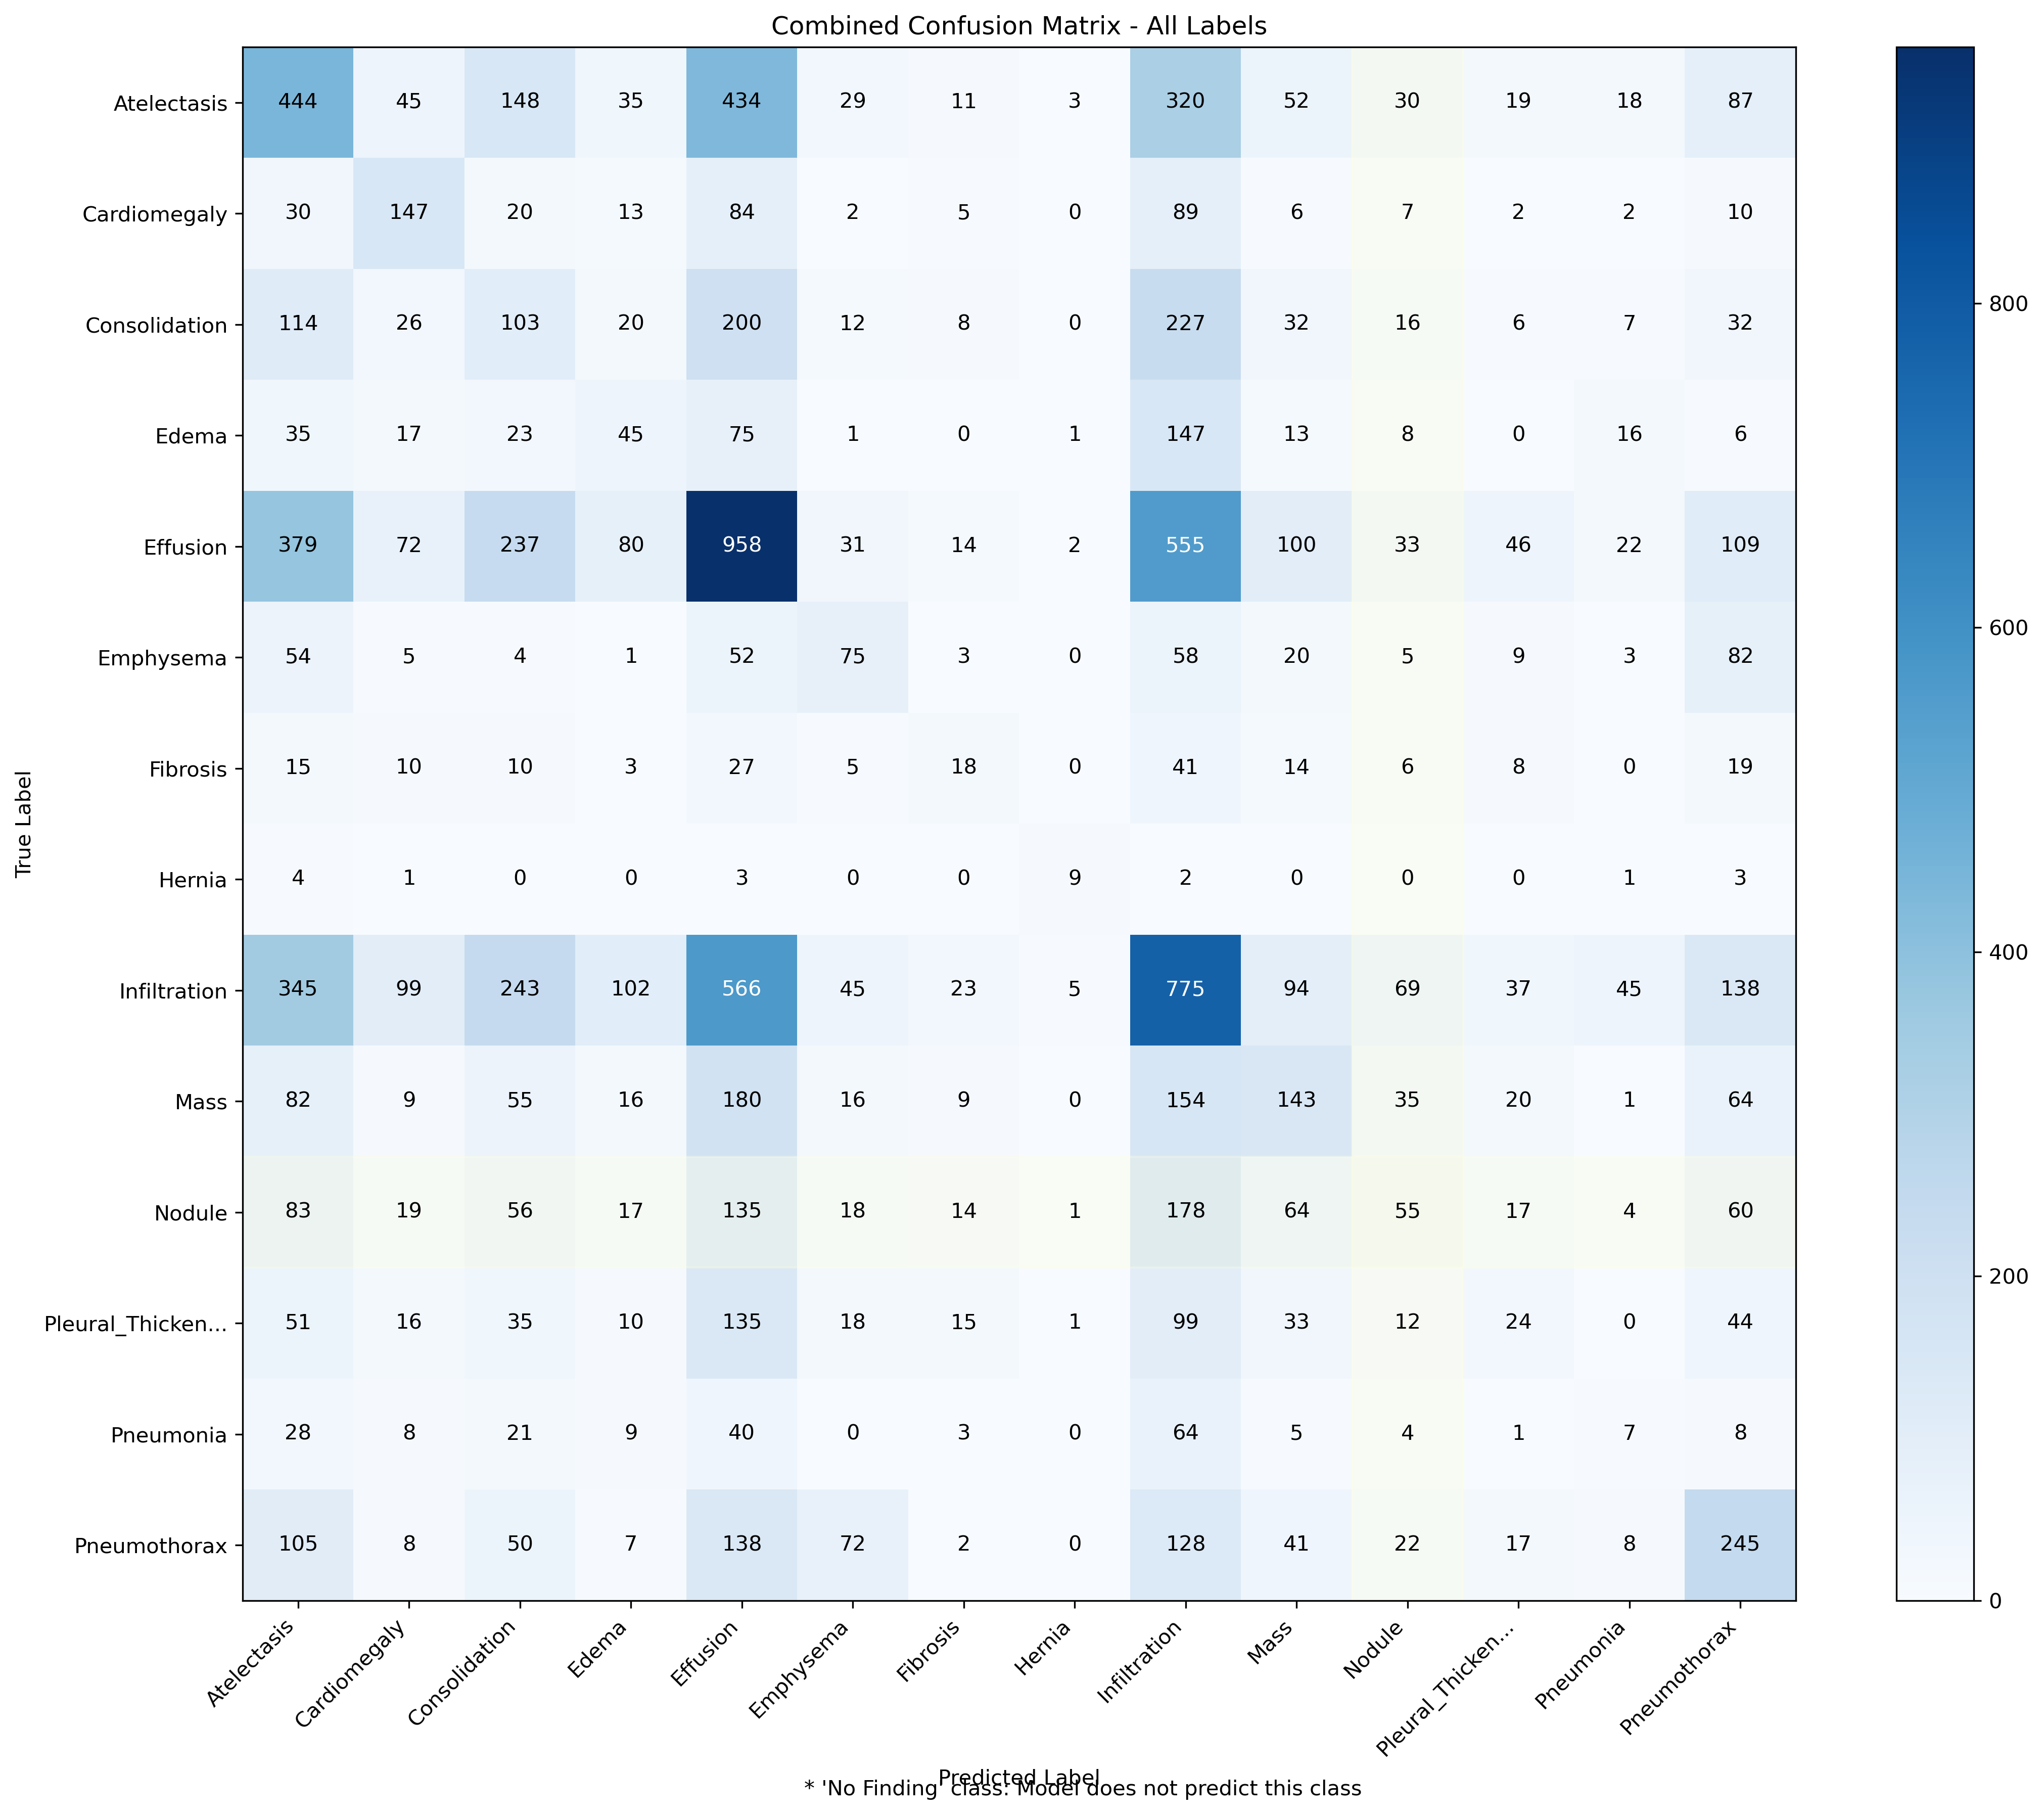 Combined Confusion Matrix - All Labels
Atelectasis 444 45 148 35 434 29 11 3 320 52 30 19 18 87
Cardiomegaly 30 147 20 13 84 2 5 0 89 6 7 2 2 10
800
Consolidation 114 26 103 20 200 12 8 0 227 32 16 6 7 32
Edema 35 17 23 45 75 1 0 1 147 13 8 0 16 6
Effusion 379 72 237 80 958 31 14 2 555 100 33 46 22 109
600
Emphysema 54 5 4 1 52 75 3 0 58 20 5 9 3 82
Fibrosis 15 10 10 3 27 5 18 0 41 14 6 8 0 19
True Label
Hernia 4 1 0 0 3 0 0 9 2 0 0 0 1 3
400
Infiltration 345 99 243 102 566 45 23 5 775 94 69 37 45 138
Mass 82 9 55 16 180 16 9 0 154 143 35 20 1 64
Nodule 83 19 56 17 135 18 14 1 178 64 55 17 4 60
200
Pleural_Thicken... 51 16 35 10 135 18 15 1 99 33 12 24 0 44
Pneumonia 28 8 21 9 40 0 3 0 64 5 4 1 7 8
Pneumothorax 105 8 50 7 138 72 2 0 128 41 22 17 8 245
0
Atelectasis Cardiomegaly Consolidation Edema Effusion Emphysema Fibrosis Hernia Infiltration Mass Nodule Pleural_Thicken... Pneumonia Pneumothorax
Predicted Label
* 'No Finding' class: Model does not predict this class